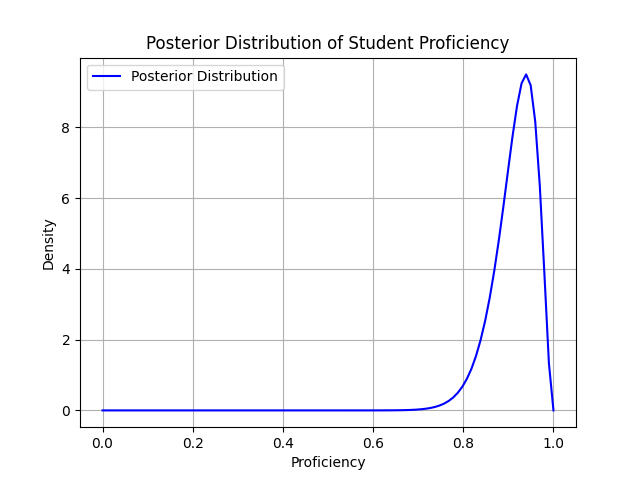 Posterior Distribution of Student Proficiency
Posterior Distribution
Density
8
6
4
2
0
0.0 0.2 0.4 0.6 0.8 1.0
Proficiency